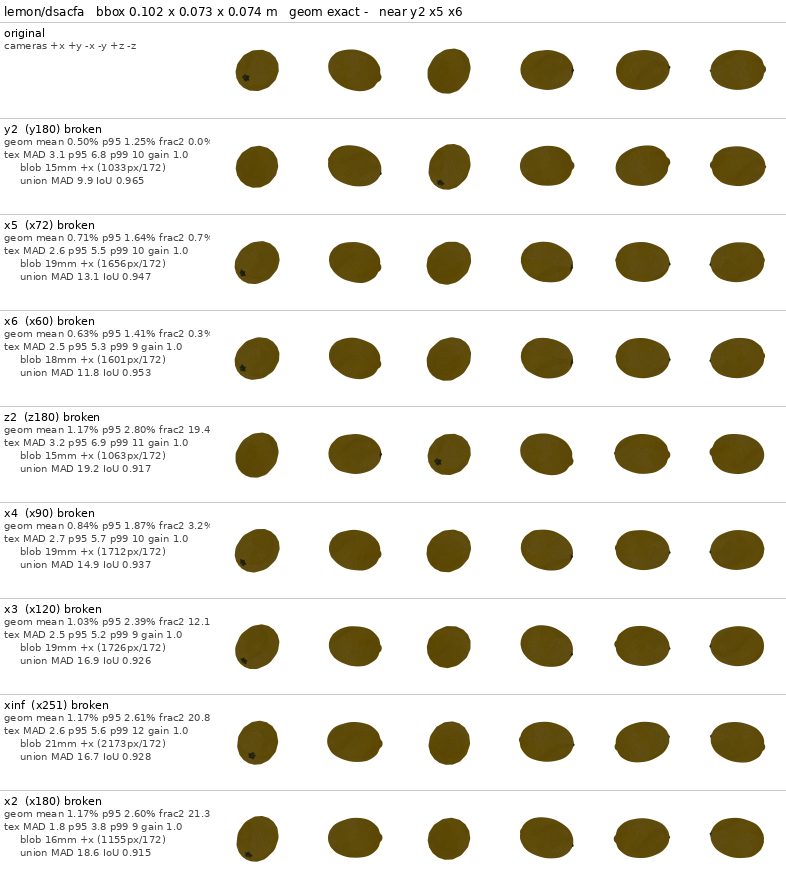 lemon/dsacfa bbox 0.102 x 0.073 x 0.074 m geom exact - near y2 x5 x6
original
cameras +x +y -x -y +z -z
y2 (y180) broken
geom mean 0.50% p95 1.25% frac2 0.0%
tex MAD 3.1 p95 6.8 p99 10 gain 1.0
blob 15mm +x (1033px/172)
union MAD 9.9 IoU 0.965
x5 (x72) broken
geom mean 0.71% p95 1.64% frac2 0.7%
tex MAD 2.6 p95 5.5 p99 10 gain 1.0
blob 19mm +x (1656px/172)
union MAD 13.1 IoU 0.947
x6 (x60) broken
geom mean 0.63% p95 1.41% frac2 0.3%
tex MAD 2.5 p95 5.3 p99 9 gain 1.0
blob 18mm +x (1601px/172)
union MAD 11.8 IoU 0.953
z2 (z180) broken
geom mean 1.17% p95 2.80% frac2 19.4
tex MAD 3.2 p95 6.9 p99 11 gain 1.0
blob 15mm +x (1063px/172)
union MAD 19.2 IoU 0.917
x4 (x90) broken
geom mean 0.84% p95 1.87% frac2 3.2%
tex MAD 2.7 p95 5.7 p99 10 gain 1.0
blob 19mm +x (1712px/172)
union MAD 14.9 IoU 0.937
x3 (x120) broken
geom mean 1.03% p95 2.39% frac2 12.1
tex MAD 2.5 p95 5.2 p99 9 gain 1.0
blob 19mm +x (1726px/172)
union MAD 16.9 IoU 0.926
xinf (x251) broken
geom mean 1.17% p95 2.61% frac2 20.8
tex MAD 2.6 p95 5.6 p99 12 gain 1.0
blob 21mm +x (2173px/172)
union MAD 16.7 IoU 0.928
x2 (x180) broken
geom mean 1.17% p95 2.60% frac2 21.3
tex MAD 1.8 p95 3.8 p99 9 gain 1.0
blob 16mm +x (1155px/172)
union MAD 18.6 IoU 0.915